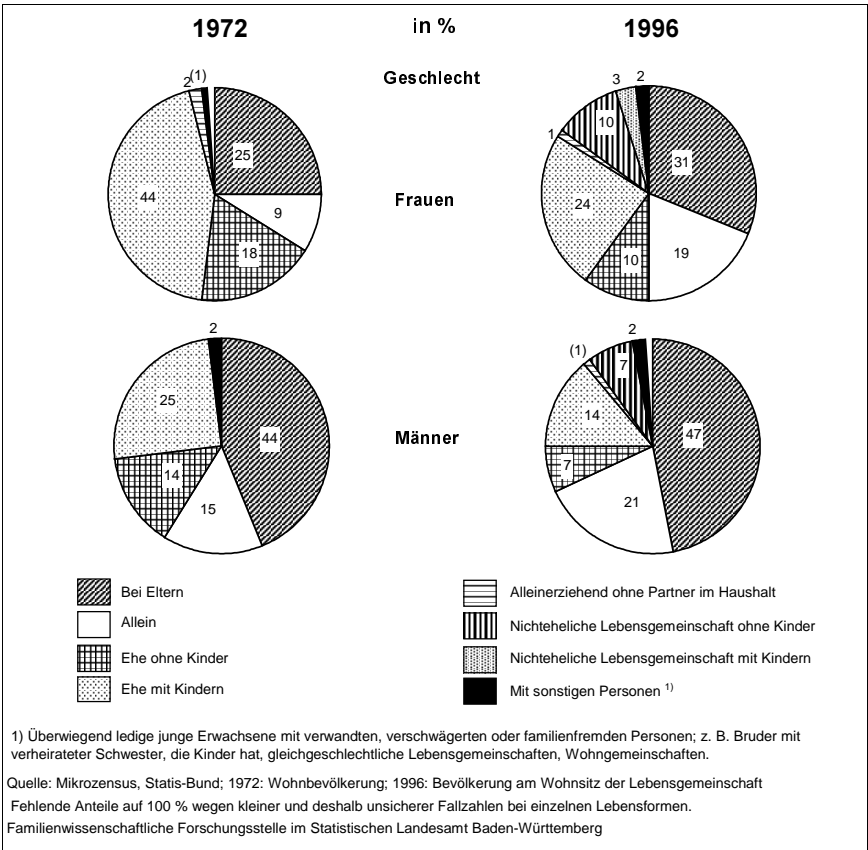 1972 in % 1996
Geschlecht
2 (1)
25
44
9
18
Frauen
3 2
10
1
31
24
10
19
2
25
44
14
15
Männer
(1) 2
7
14
47
7
21
Bei Eltern
Allein
Ehe ohne Kinder
Ehe mit Kindern
Alleinerziehend ohne Partner im Haushalt
Nichteheliche Lebensgemeinschaft ohne Kinder
Nichteheliche Lebensgemeinschaft mit Kindern
Mit sonstigen Personen 1)
1) Überwiegend ledige junge Erwachsene mit verwandten, verschwägerten oder familienfremden Personen; z. B. Bruder mit
verheirateter Schwester, die Kinder hat, gleichgeschlechtliche Lebensgemeinschaften, Wohngemeinschaften.
Quelle: Mikrozensus, Statis-Bund; 1972: Wohnbevölkerung; 1996: Bevölkerung am Wohnsitz der Lebensgemeinschaft
Fehlende Anteile auf 100 % wegen kleiner und deshalb unsicherer Fallzahlen bei einzelnen Lebensformen.
Familienwissenschaftliche Forschungsstelle im Statistischen Landesamt Baden-Württemberg